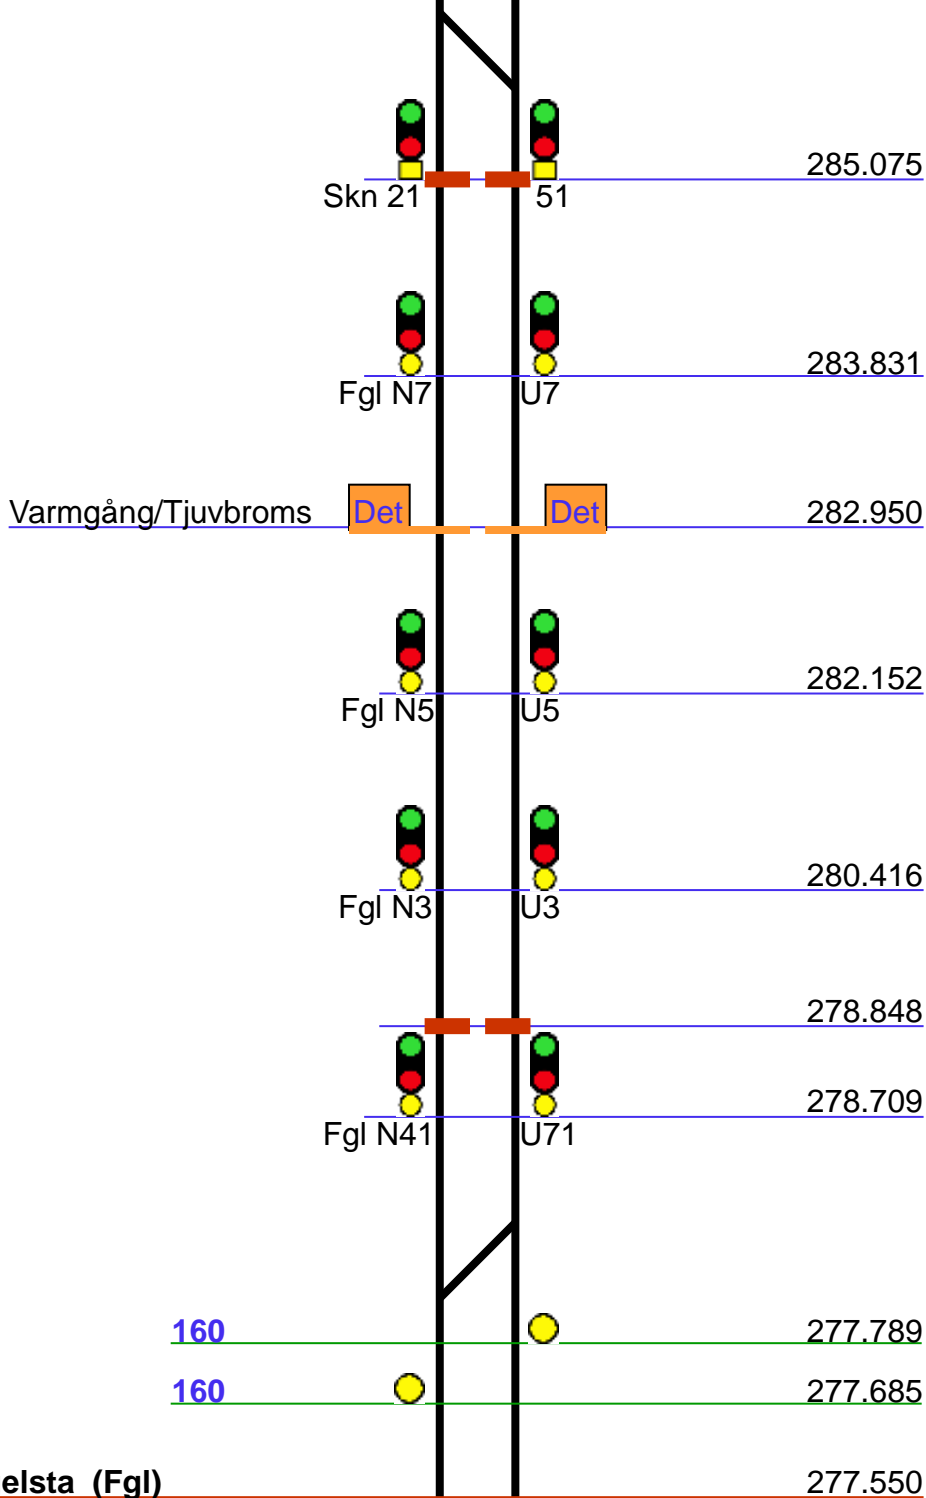 285.075
Skn 21 51
283.831
Fgl N7 U7
Varmgång/Tjuvbroms Det Det 282.950
282.152
Fgl N5 U5
280.416
Fgl N3 U3
278.848
278.709
Fgl N41 U71
160 277.789
160 277.685
elsta (Fgl) 277.550